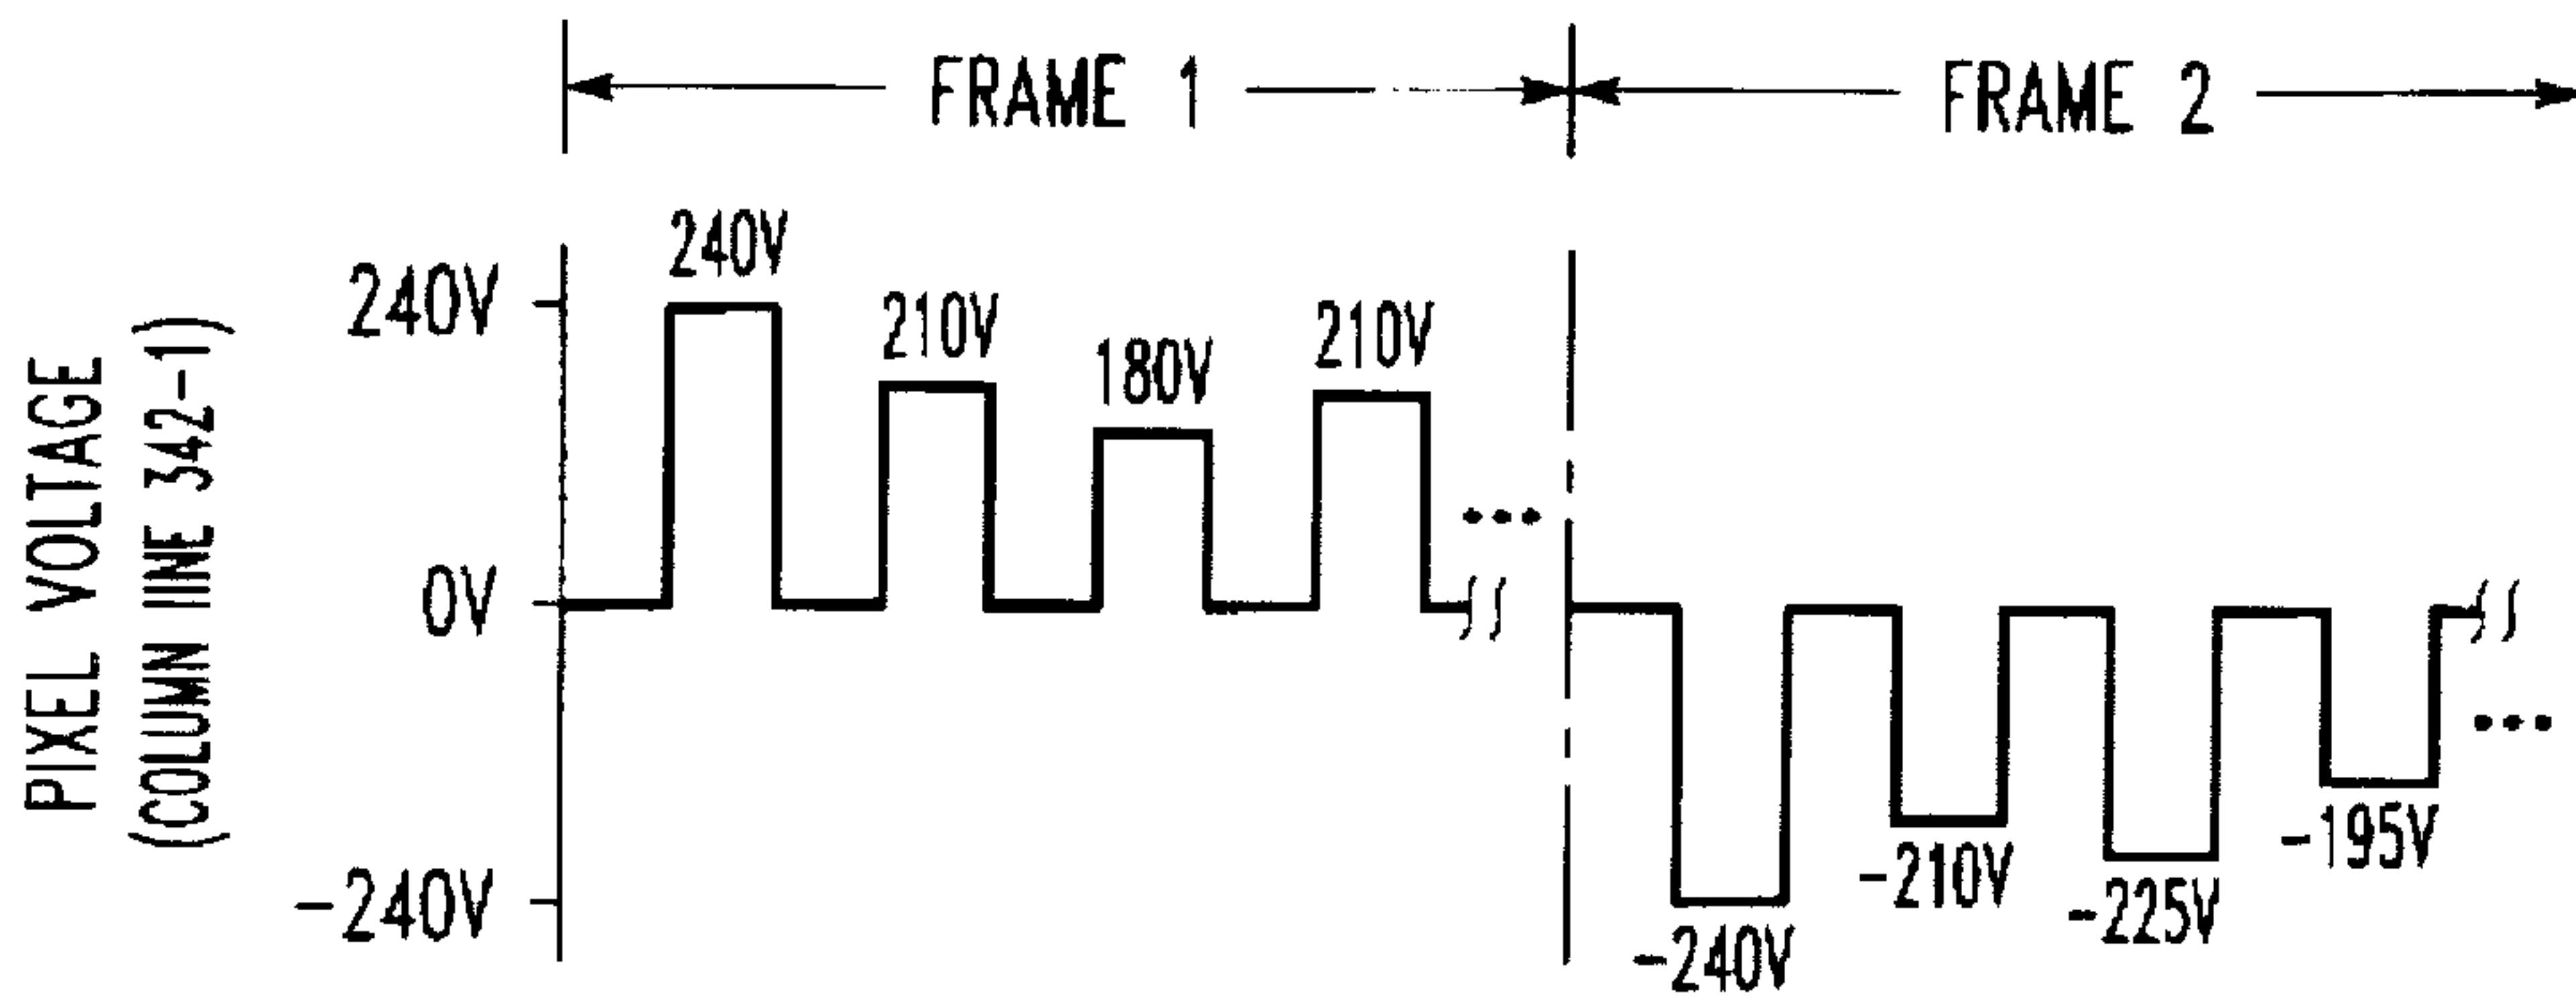 FRAME 1
FRAME 2
PIXEL VOLTAGE
(COLUMN IINE 342-1)
240V
0V
-240V
240V
210V
180V
210V
...
-240V
-210V
-225V
-195V
...